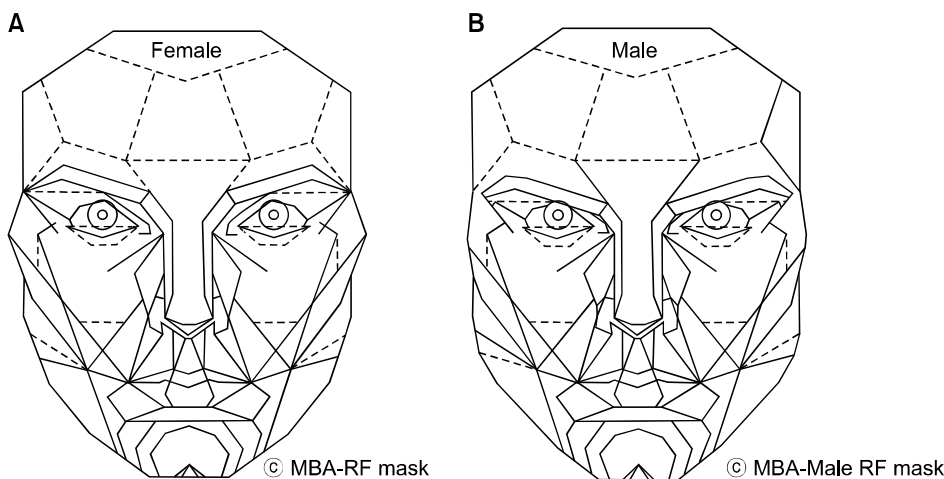 A
B
Female
Male
ⓒ MBA-RF mask
ⓒ MBA-Male RF mask